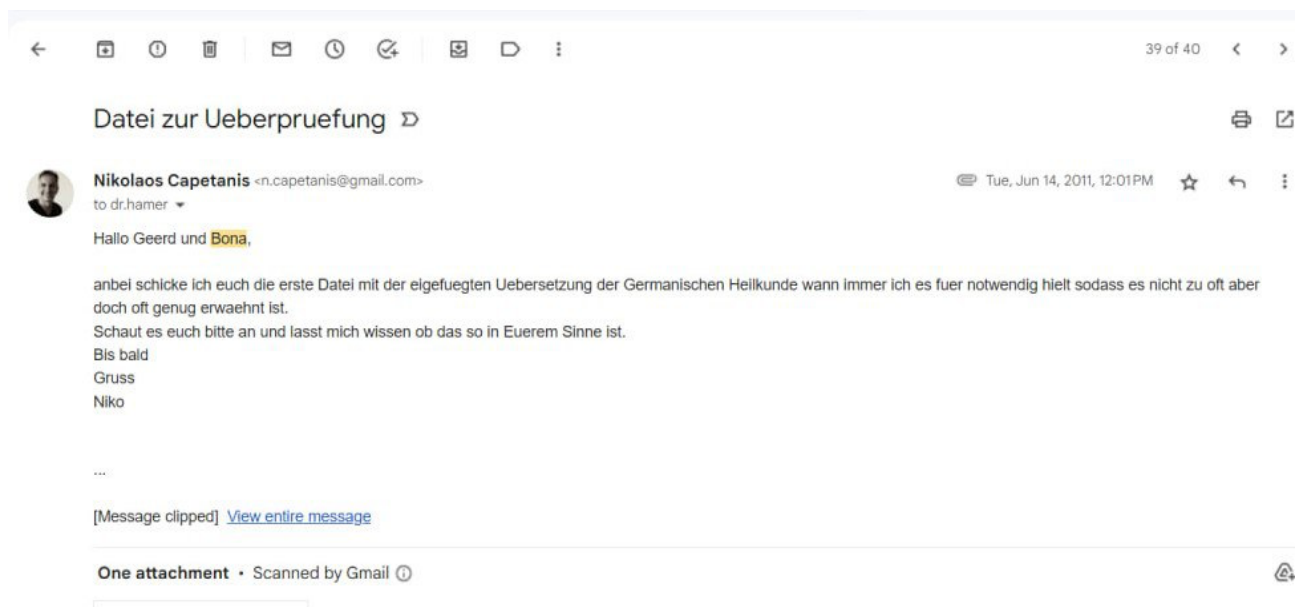 39 of 40
Datei zur Ueberpruefung
Nikolaos Capetanis <n.capetanis@gmail.com>
Tue, Jun 14, 2011, 12:01 PM
to dr.hamer
Hallo Geerd und Bona,
anbei schicke ich euch die erste Datei mit der eigefuegten Uebersetzung der Germanischen Heilkunde wann immer ich es fuer notwendig hielt sodass es nicht zu oft aber
doch oft genug erwaehnt ist.
Schaut es euch bitte an und lasst mich wissen ob das so in Euerem Sinne ist.
Bis bald
Gruss
Niko
...
[Message clipped] View entire message
One attachment • Scanned by Gmail